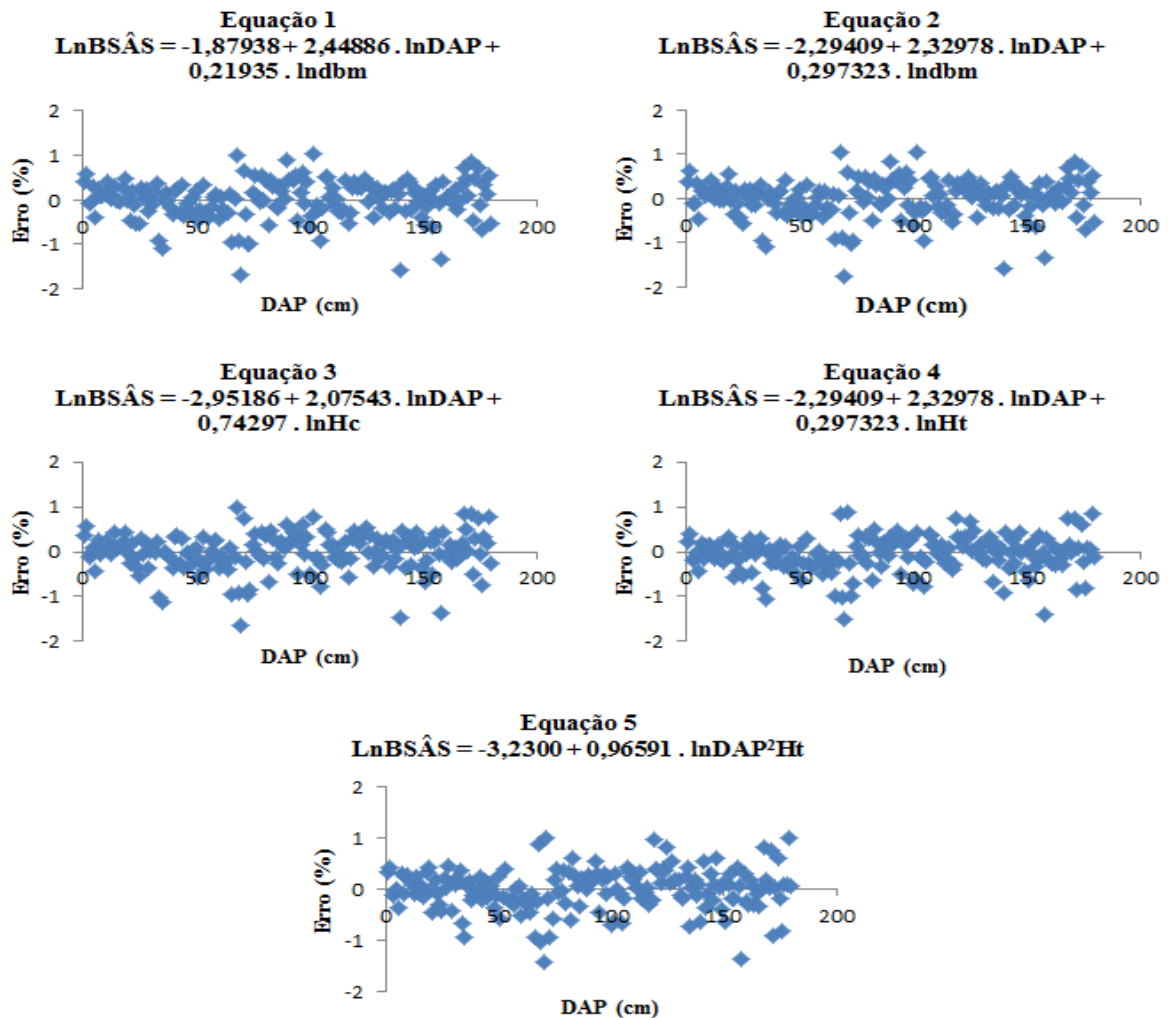 Equação 1
LnBSÂS = -1,87938 + 2,44886 . lnDAP +
0,21935 . lndbm
2
1
0
-1
-2
0
50
100
150
200
Erro (%)
DAP (cm)
Equação 2
LnBSÂS = -2,29409 + 2,32978 . lnDAP +
0,297323 . lndbm
2
1
0
-1
-2
0
50
100
150
200
Erro (%)
DAP (cm)
Equação 3
LnBSÂS = -2,95186 + 2,07543 . lnDAP +
0,74297 . lnHc
2
1
0
-1
-2
0
50
100
150
200
Erro (%)
DAP (cm)
Equação 4
LnBSÂS = -2,29409 + 2,32978 . lnDAP +
0,297323 . lnHt
2
1
0
-1
-2
0
50
100
150
200
Erro (%)
DAP (cm)
Equação 5
LnBSÂS = -3,2300 + 0,96591 . lnDAP²Ht
2
1
0
-1
-2
0
50
100
150
200
Erro (%)
DAP (cm)